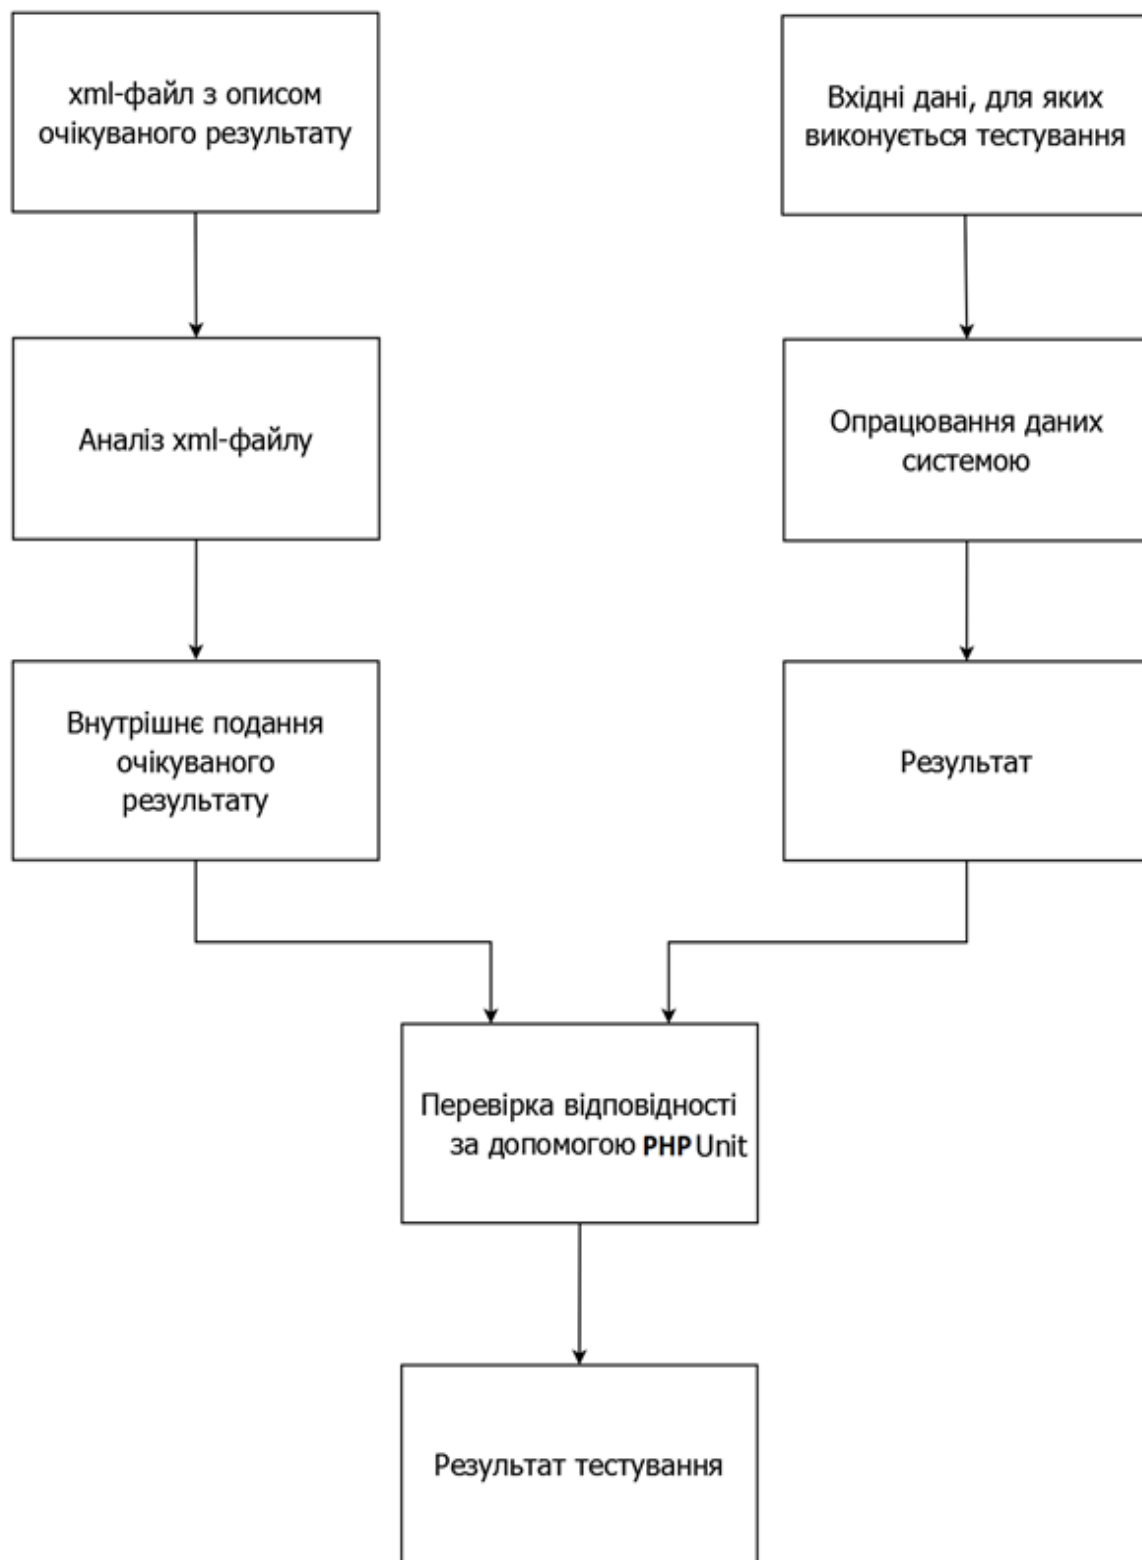 xml-файл з описом
очікуваного результату
Вхідні дані, для яких
виконується тестування
Аналіз xml-файлу
Опрацювання даних
системою
Внутрішнє подання
очікуваного
результату
Результат
Перевірка відповідності
за допомогою PHP Unit
Результат тестування